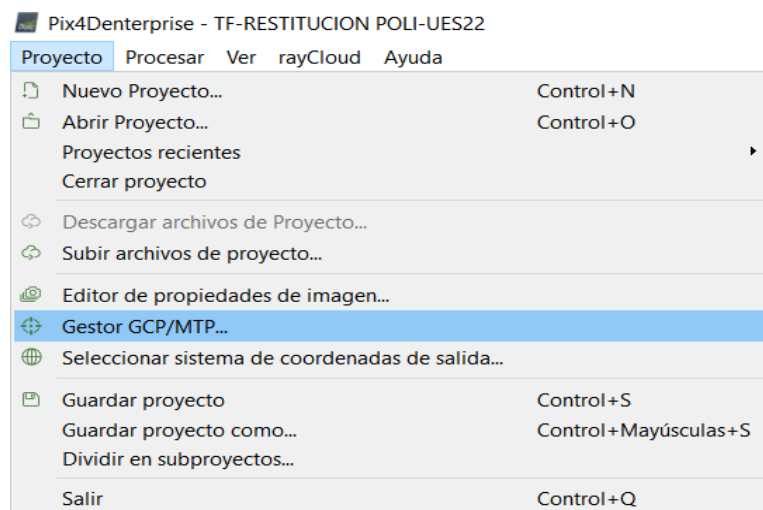 Pix4Denterprise - TF-RESTITUCION POLI-UES22
Proyecto Procesar Ver rayCloud Ayuda
Nuevo Proyecto... Control+N
Abrir Proyecto... Control+O
Proyectos recientes
Cerrar proyecto
Descargar archivos de Proyecto...
Subir archivos de proyecto...
Editor de propiedades de imagen...
Gestor GCP/MTP...
Seleccionar sistema de coordenadas de salida...
Guardar proyecto Control+S
Guardar proyecto como... Control+Mayúsculas+S
Dividir en subproyectos...
Salir Control+Q